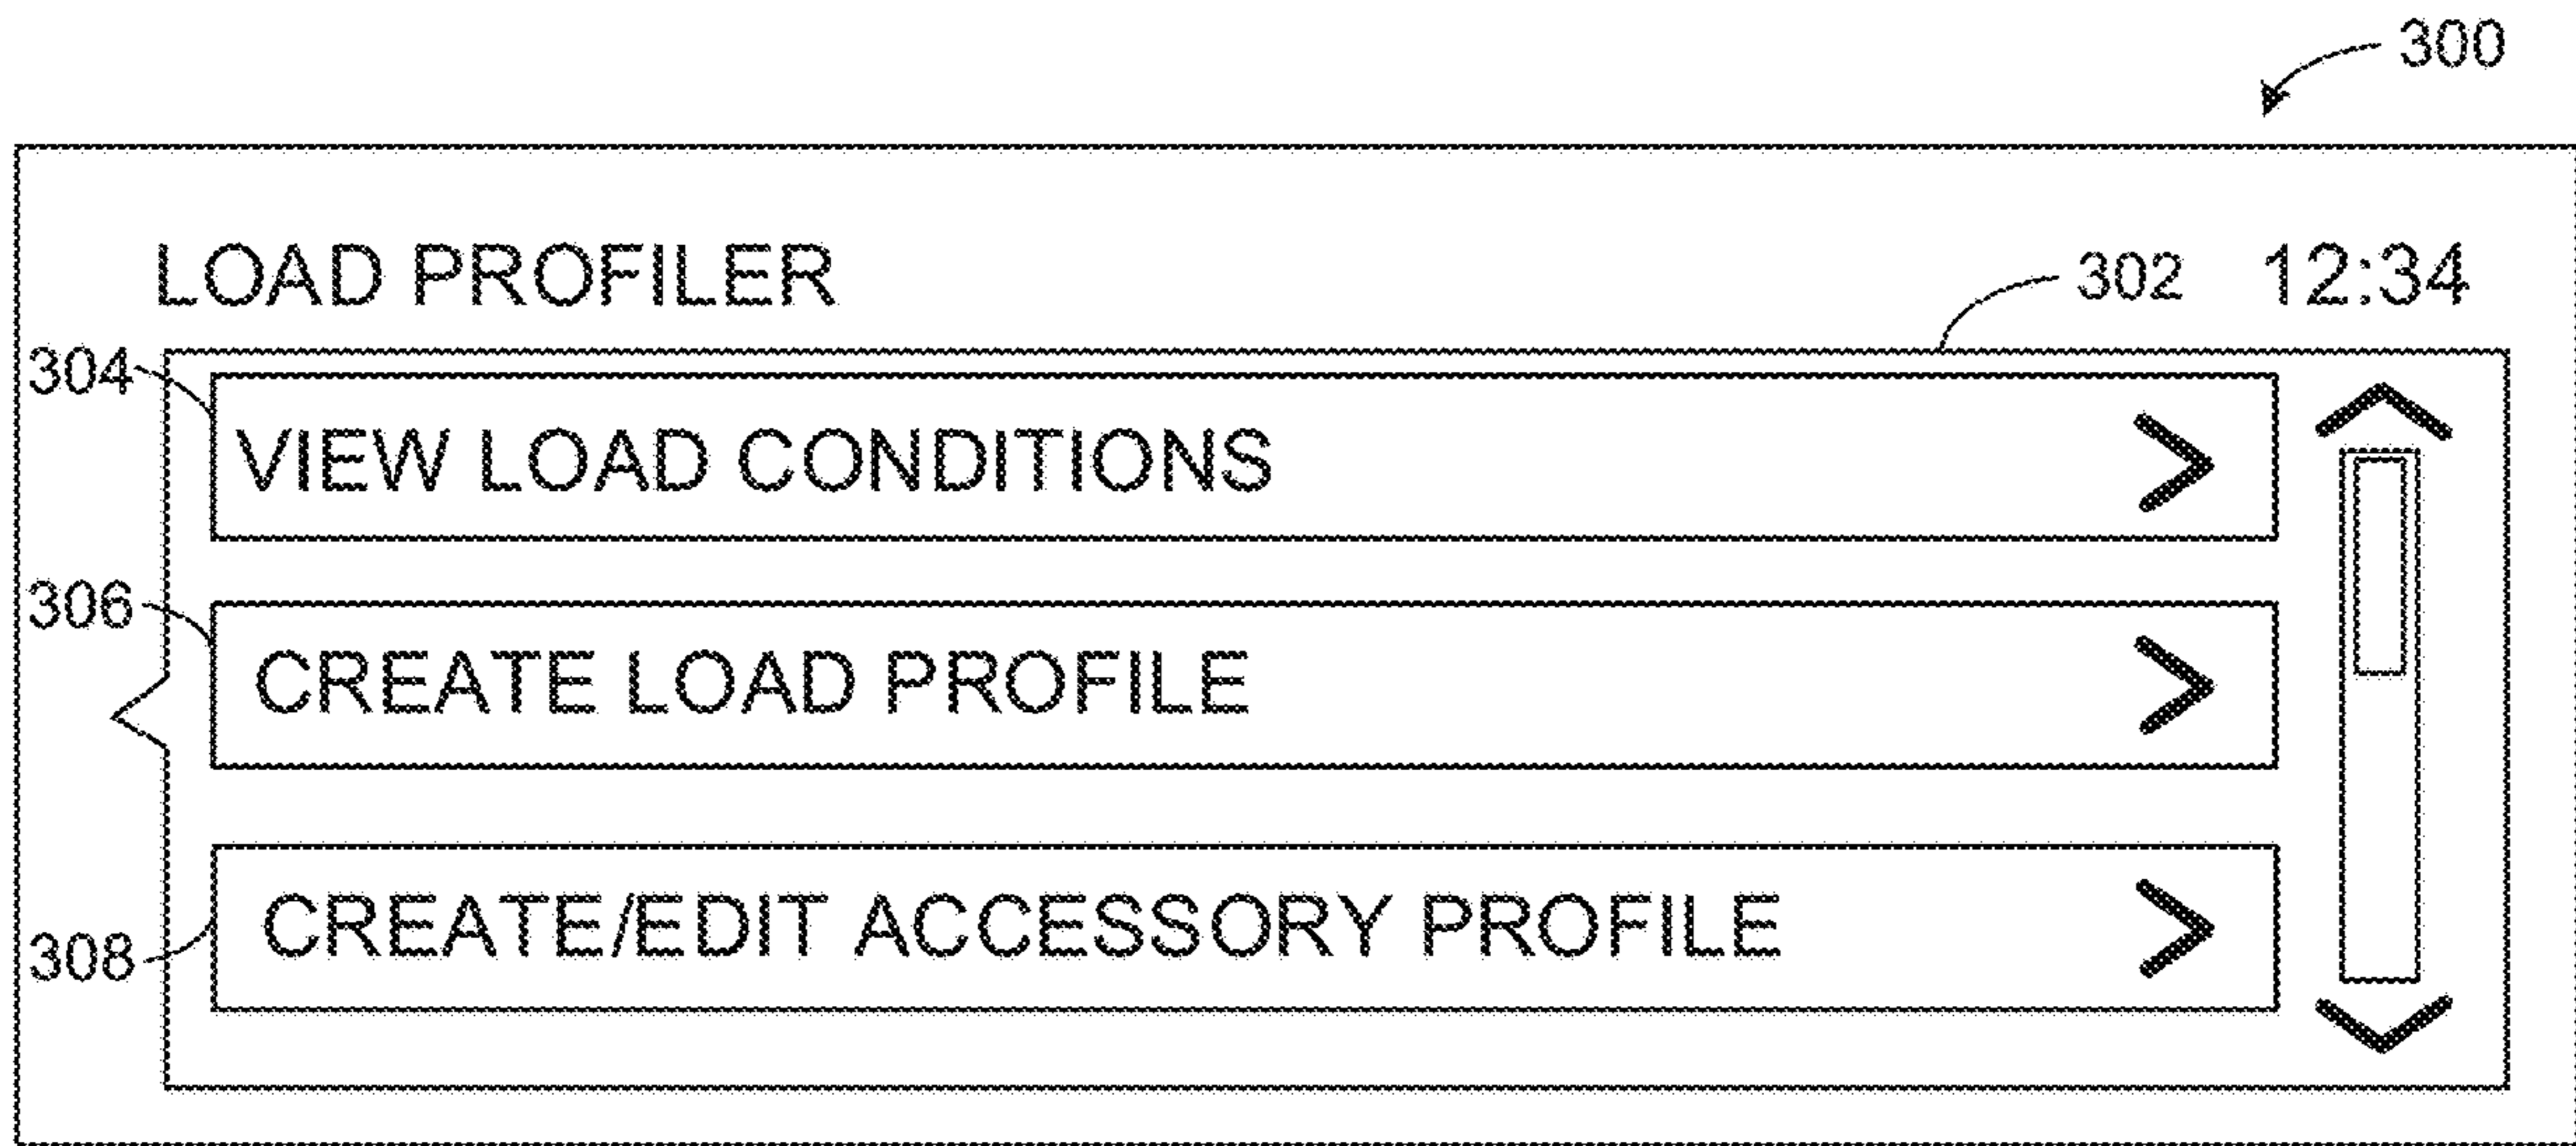 300
LOAD PROFILER 302 12:34
304 VIEW LOAD CONDITIONS >
306 CREATE LOAD PROFILE >
308 CREATE/EDIT ACCESSORY PROFILE >